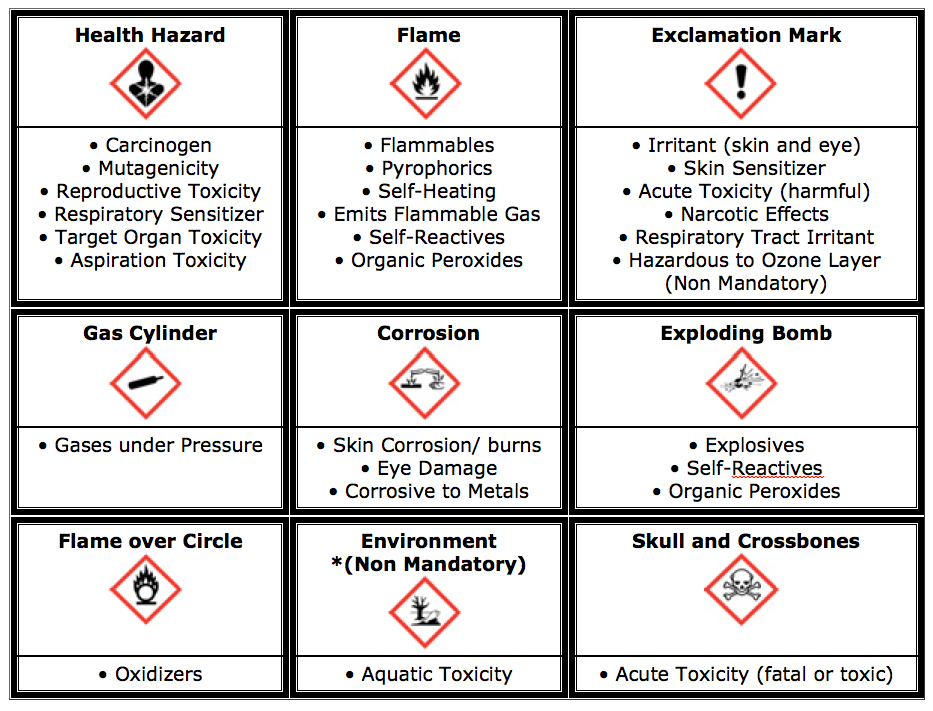 Health Hazard
• Carcinogen
• Mutagenicity
• Reproductive Toxicity
• Respiratory Sensitizer
• Target Organ Toxicity
• Aspiration Toxicity
Flame
• Flammables
• Pyrophorics
• Self-Heating
• Emits Flammable Gas
• Self-Reactives
• Organic Peroxides
Exclamation Mark
• Irritant (skin and eye)
• Skin Sensitizer
• Acute Toxicity (harmful)
• Narcotic Effects
• Respiratory Tract Irritant
• Hazardous to Ozone Layer
(Non Mandatory)
Gas Cylinder
• Gases under Pressure
Corrosion
• Skin Corrosion/ burns
• Eye Damage
• Corrosive to Metals
Exploding Bomb
• Explosives
• Self-Reactives
• Organic Peroxides
Flame over Circle
• Oxidizers
Environment
*(Non Mandatory)
• Aquatic Toxicity
Skull and Crossbones
• Acute Toxicity (fatal or toxic)